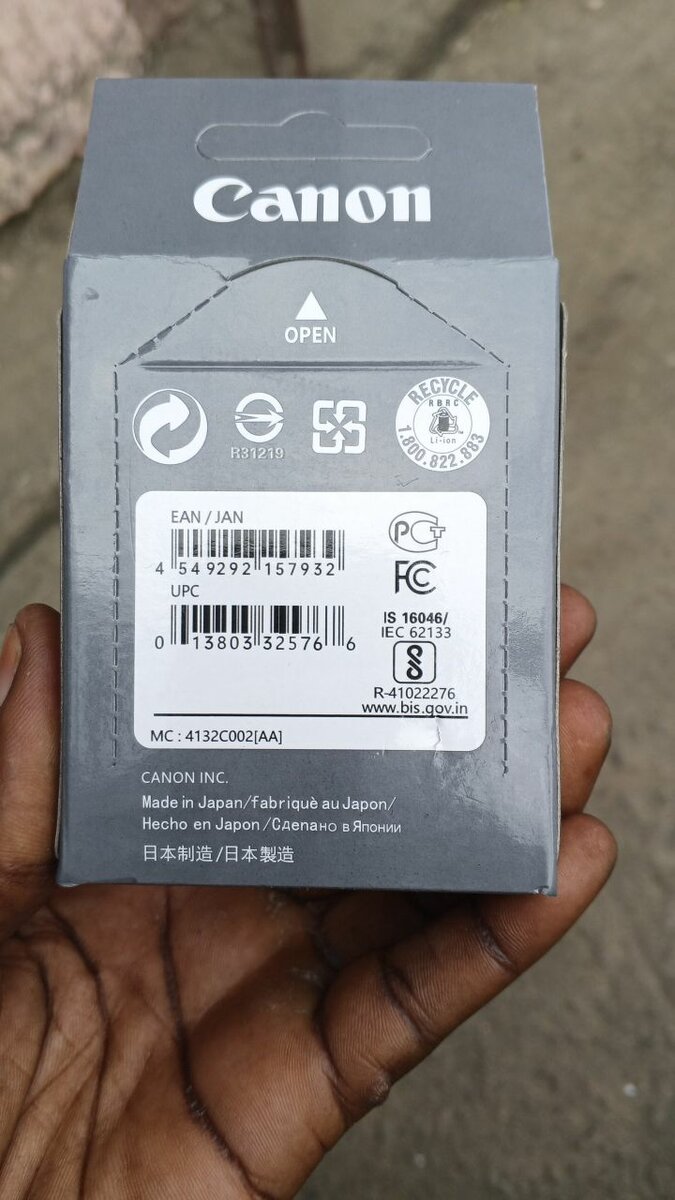 Canon
OPEN
R31219
RECYCLE
RBRC
Li-ion
1.800.822.883
EAN / JAN
4 549292 157932
UPC
0 13803 32576 6
PCT
FC
IS 16046/
IEC 62133
R-41022276
www.bis.gov.in
MC : 4132C002[AA]
CANON INC.
Made in Japan/fabriquè au Japon/
Hecho en Japon /Сделано в Японии
日本制造/日本製造